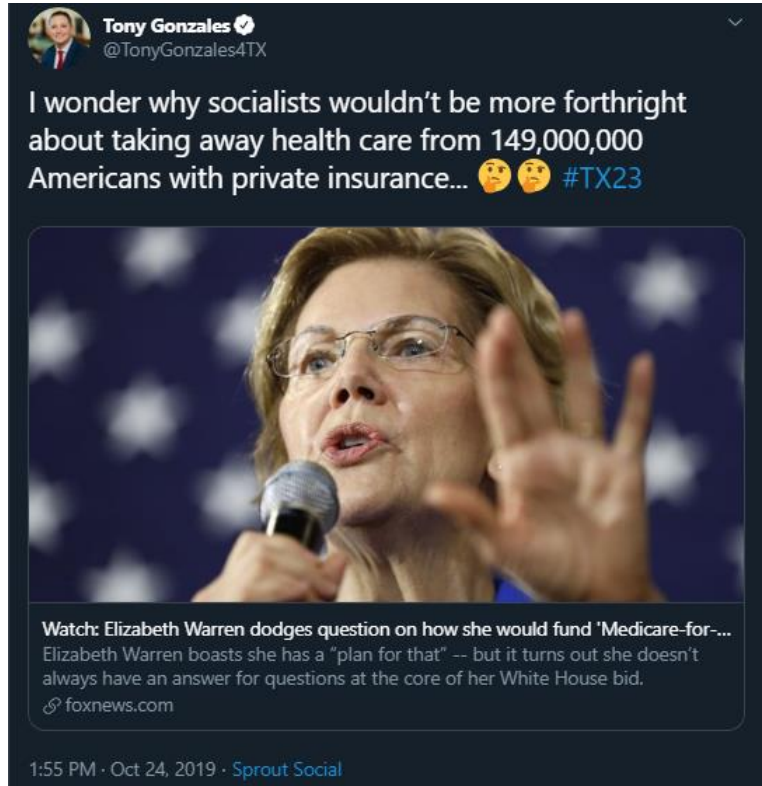 Tony Gonzales
@TonyGonzales4TX
I wonder why socialists wouldn't be more forthright
about taking away health care from 149,000,000
Americans with private insurance... 🤔🤔 #TX23
Watch: Elizabeth Warren dodges question on how she would fund 'Medicare-for-...
Elizabeth Warren boasts she has a "plan for that" -- but it turns out she doesn't
always have an answer for questions at the core of her White House bid.
foxnews.com
1:55 PM · Oct 24, 2019 · Sprout Social